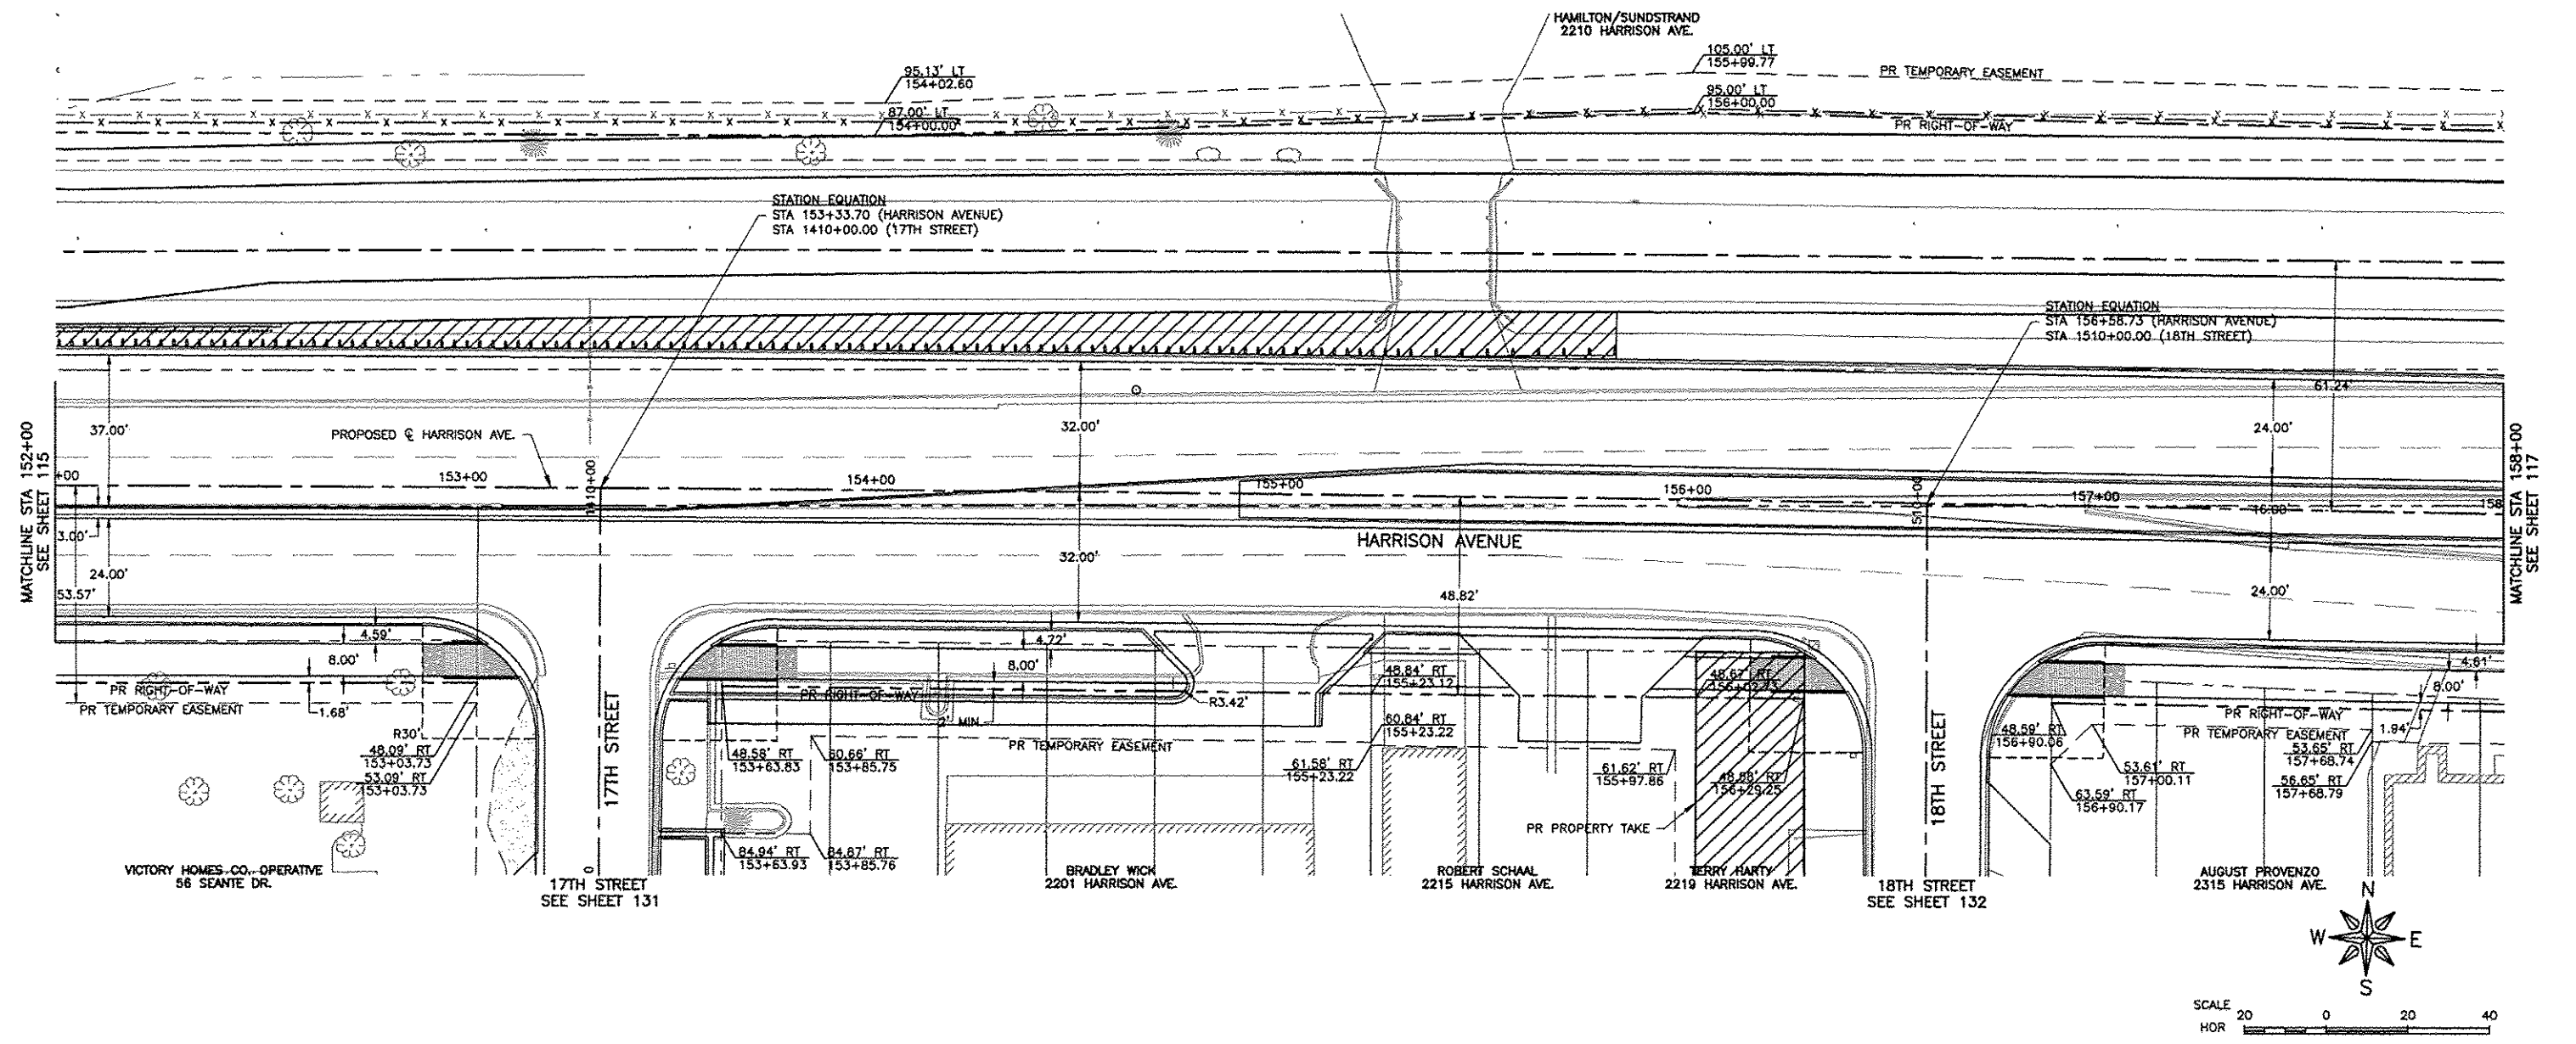 HAMILTON/SUNDSTRAND
2210 HARRISON AVE.
105.00' LT
155+99.77
PR TEMPORARY EASEMENT
95.13' LT
154+02.60
95.00' LT
156+00.00
87.00' LT
154+00.00
PR RIGHT-OF-WAY
STATION EQUATION
STA 153+33.70 (HARRISON AVENUE)
STA 1410+00.00 (17TH STREET)
STATION EQUATION
STA 156+58.73 (HARRISON AVENUE)
STA 1510+00.00 (18TH STREET)
61.24'
MATCHLINE STA 152+00
SEE SHEET 115
37.00'
PROPOSED ℄ HARRISON AVE.
32.00'
24.00'
MATCHLINE STA 158+00
SEE SHEET 117
+00
153+00
1410+00
154+00
155+00
156+00
510+00
157+00
16.00'
158
3.00'
HARRISON AVENUE
24.00'
32.00'
53.57'
48.82'
24.00'
4.59'
8.00'
4.72'
8.00'
4.61'
8.00'
PR RIGHT-OF-WAY
PR TEMPORARY EASEMENT
1.68'
R30'
48.09' RT
153+03.73
53.09' RT
153+03.73
17TH STREET
PR RIGHT-OF-WAY
2' MIN
R3.42'
PR TEMPORARY EASEMENT
48.58' RT
153+63.83
60.66' RT
153+85.75
48.84' RT
155+23.12
60.84' RT
155+23.22
61.58' RT
155+23.22
61.62' RT
155+97.86
48.67' RT
48.88' RT
156+29.25
PR PROPERTY TAKE
18TH STREET
48.59' RT
156+90.06
PR RIGHT-OF-WAY
PR TEMPORARY EASEMENT
1.94'
53.61' RT
157+00.11
63.59' RT
156+90.17
53.65' RT
157+68.74
56.65' RT
157+68.79
84.94' RT
153+63.93
84.87' RT
153+85.76
0
VICTORY HOMES CO. OPERATIVE
56 SEANTE DR.
17TH STREET
SEE SHEET 131
BRADLEY WICK
2201 HARRISON AVE.
ROBERT SCHAAL
2215 HARRISON AVE.
TERRY HARTY
2219 HARRISON AVE.
18TH STREET
SEE SHEET 132
AUGUST PROVENZO
2315 HARRISON AVE.
N
W
E
S
SCALE
HOR
20 0 20 40